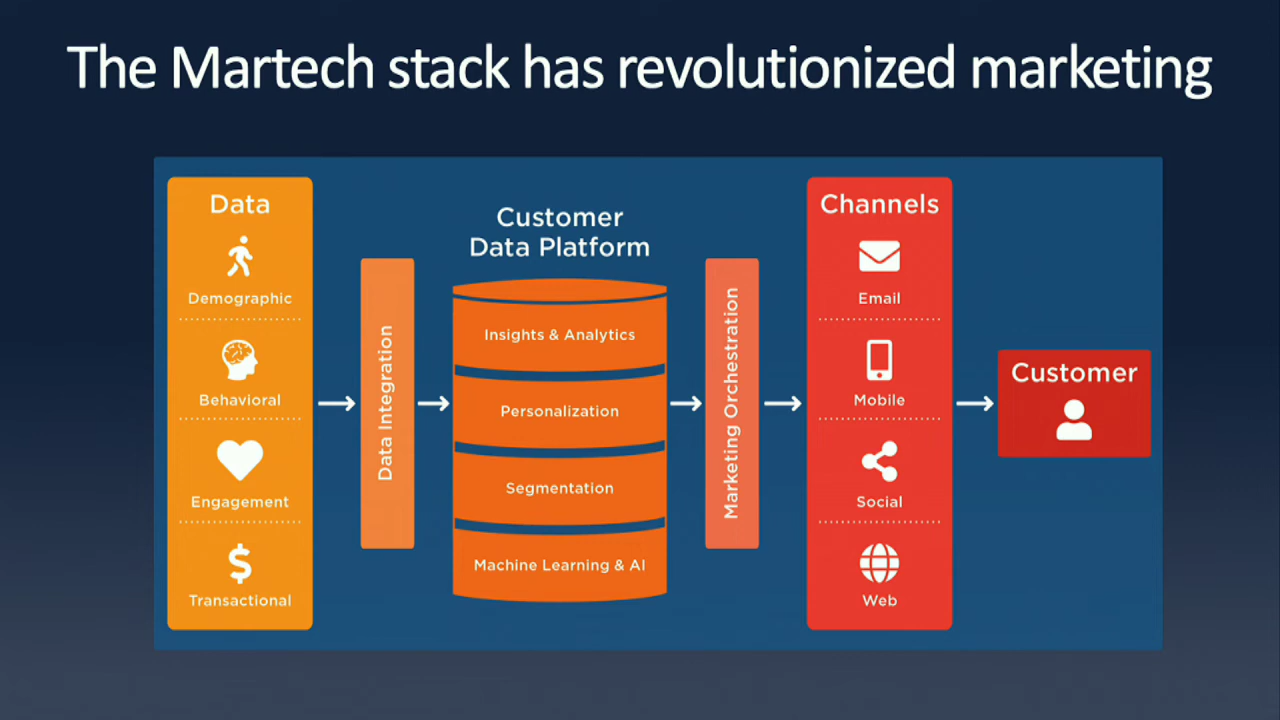 The Martech stack has revolutionized marketing
Data
Demographic
Behavioral
Engagement
Transactional
Data Integration
Customer
Data Platform
Insights & Analytics
Personalization
Segmentation
Machine Learning & AI
Marketing Orchestration
Channels
Email
Mobile
Social
Web
Customer